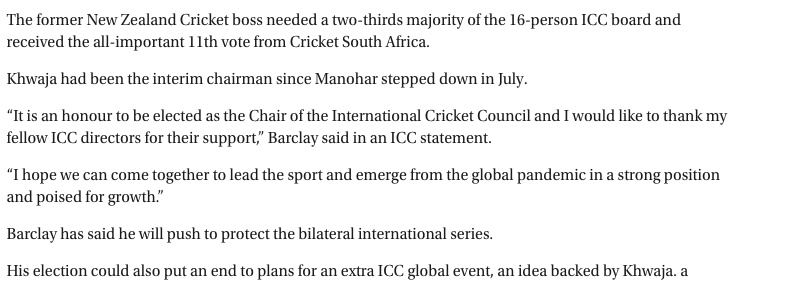 The former New Zealand Cricket boss needed a two-thirds majority of the 16-person ICC board and
received the all-important 11th vote from Cricket South Africa.
Khwaja had been the interim chairman since Manohar stepped down in July.
“It is an honour to be elected as the Chair of the International Cricket Council and I would like to thank my
fellow ICC directors for their support,” Barclay said in an ICC statement.
“I hope we can come together to lead the sport and emerge from the global pandemic in a strong position
and poised for growth.”
Barclay has said he will push to protect the bilateral international series.
His election could also put an end to plans for an extra ICC global event, an idea backed by Khwaja. a